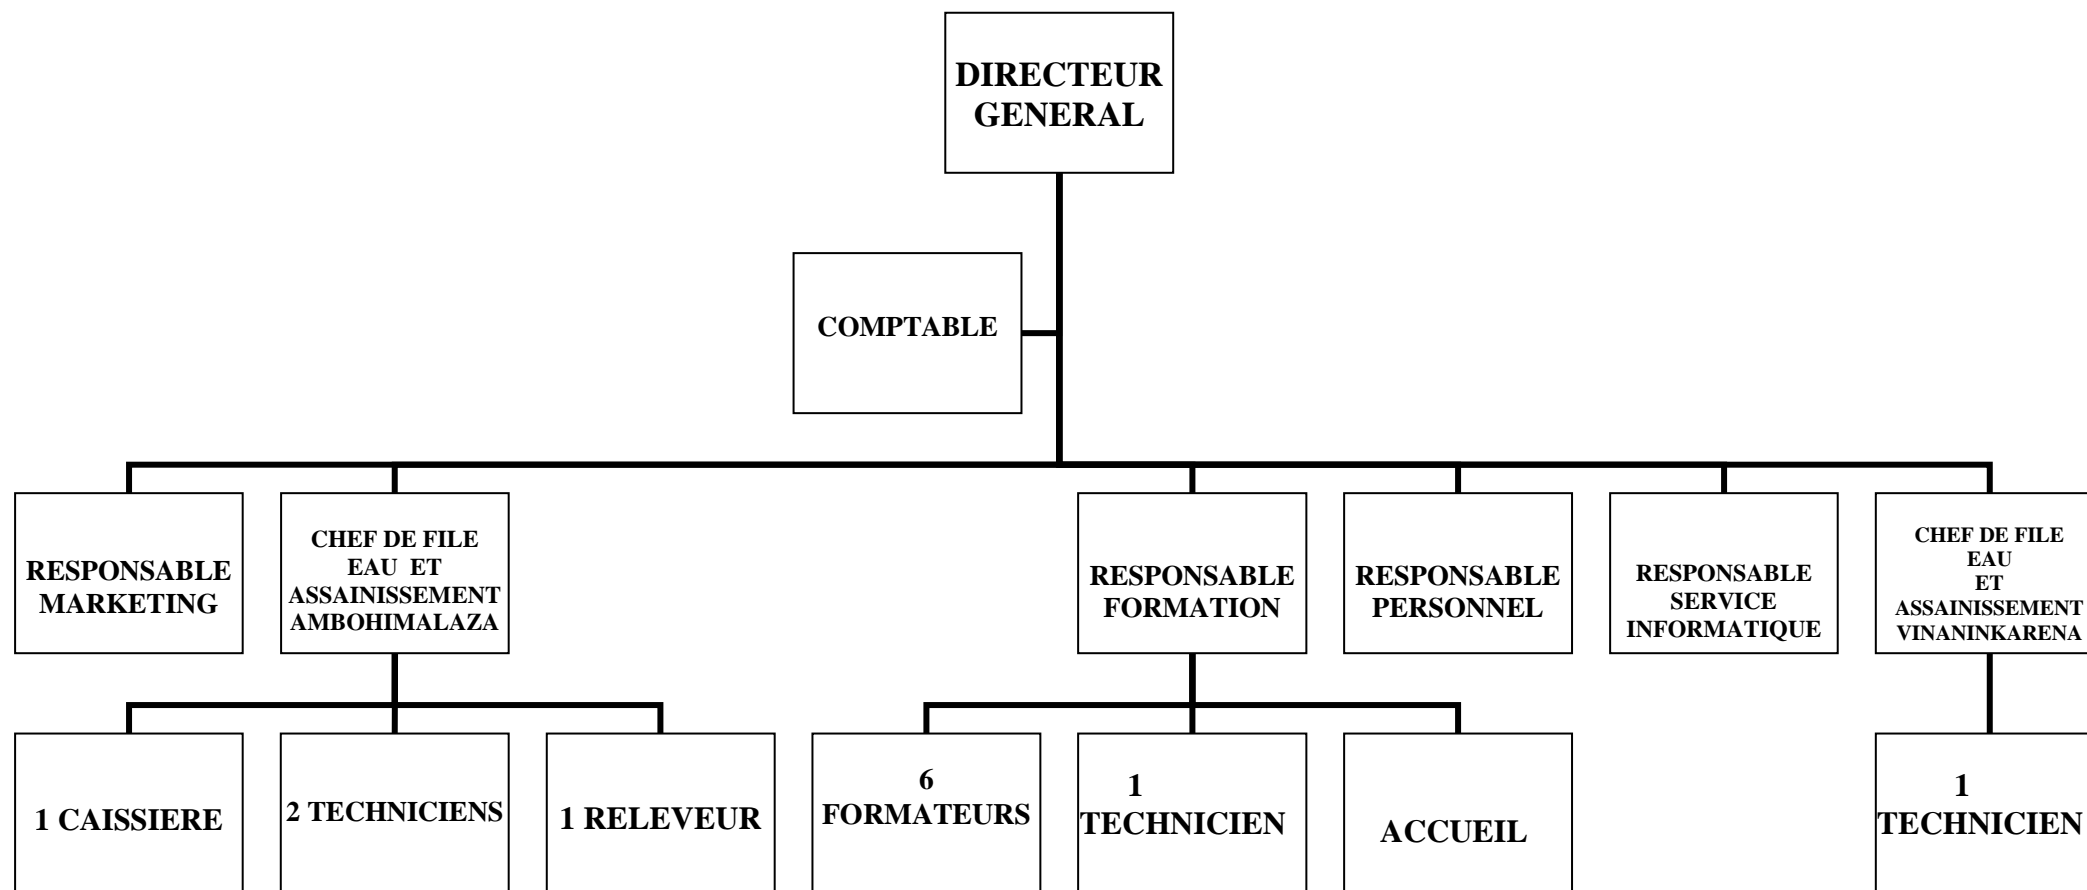 DIRECTEUR
GENERAL
COMPTABLE
RESPONSABLE
MARKETING
CHEF DE FILE
EAU ET
ASSAINISSEMENT
AMBOHIMALAZA
RESPONSABLE
FORMATION
RESPONSABLE
PERSONNEL
RESPONSABLE
SERVICE
INFORMATIQUE
CHEF DE FILE
EAU
ET
ASSAINISSEMENT
VINANINKARENA
1 CAISSIERE
2 TECHNICIENS
1 RELEVEUR
6
FORMATEURS
1
TECHNICIEN
ACCUEIL
1
TECHNICIEN